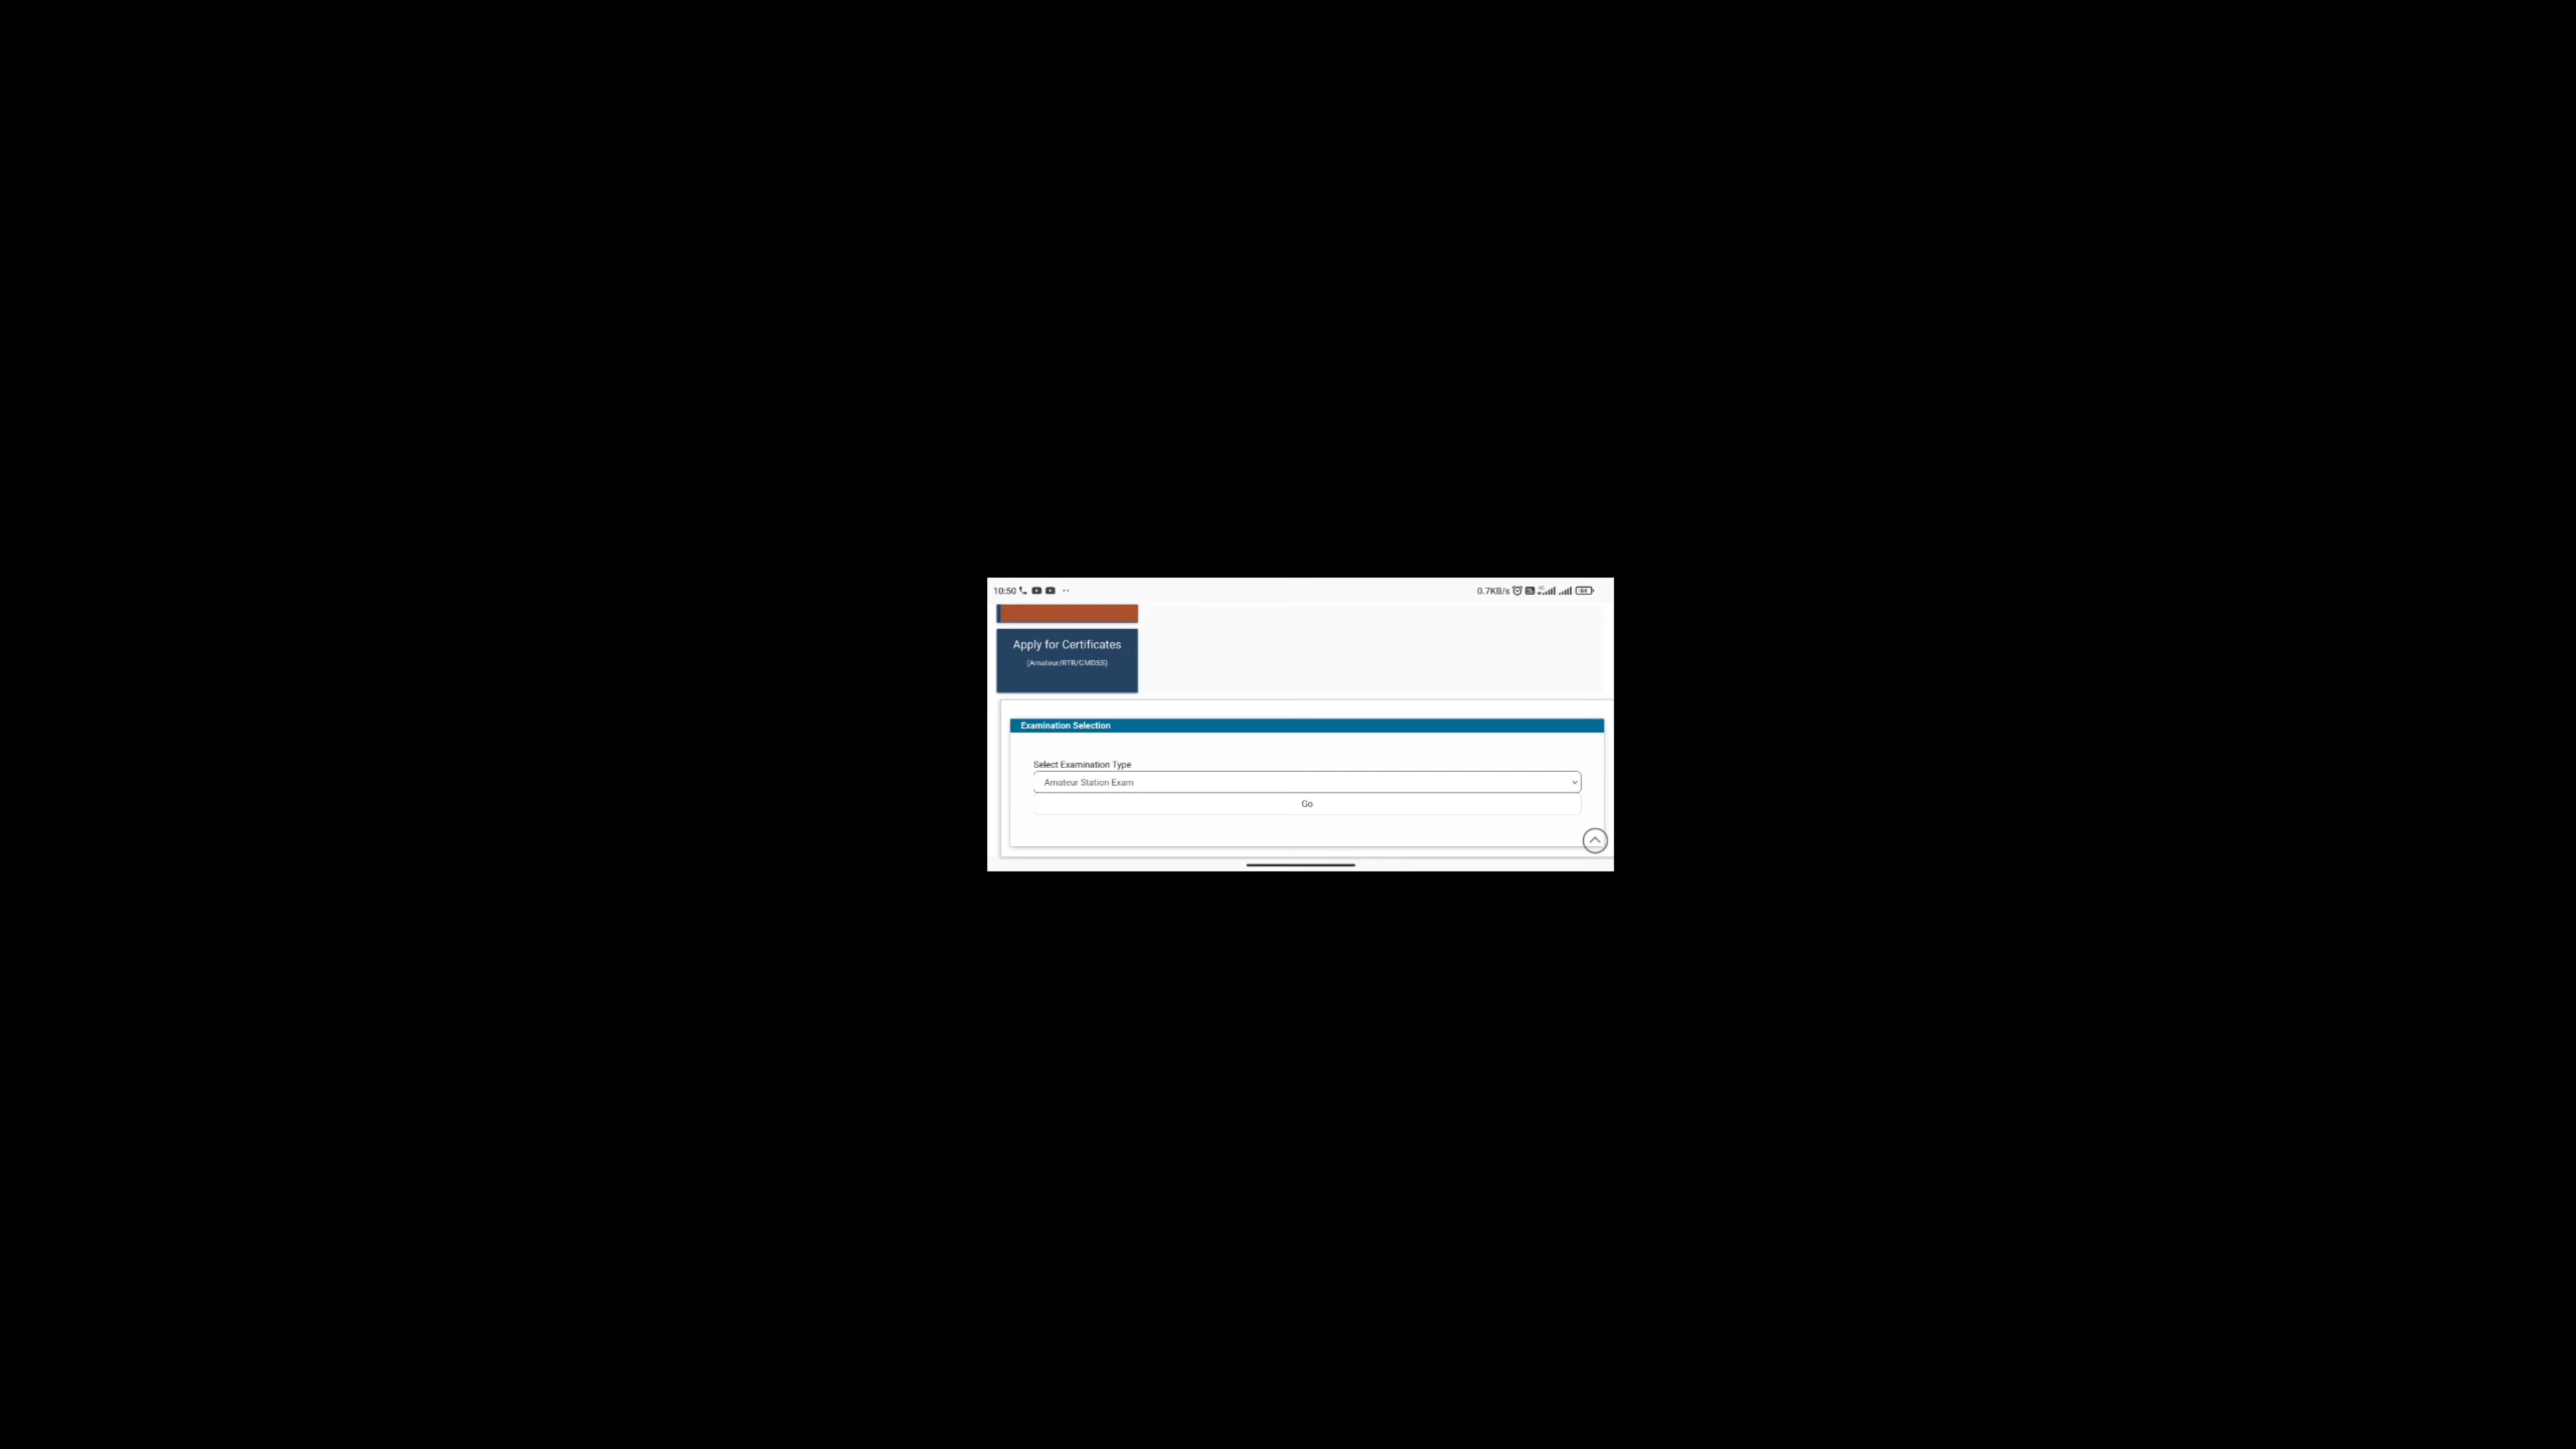 10:50
0.7KB/s
Apply for Certificates
(Amateur/RTR/GMDSS)
Examination Selection
Select Examination Type
Amateur Station Exam
Go